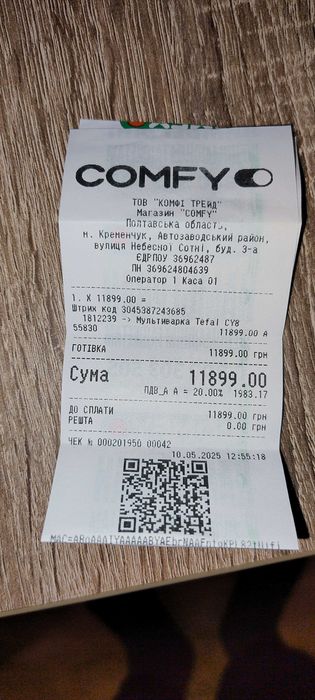 COMFY
ТОВ "КОМФІ ТРЕЙД"
Магазин "COMFY"
Полтавська область,
м. Кременчук, Автозаводський район,
вулиця Небесної Сотні, буд. 3-а
ЄДРПОУ 36962487
ПН 369624804639
Оператор 1 Каса 01
1. X 11899.00 =
Штрих код 3045387243685
1812239 -> Мультиварка Tefal CY8
55830 11899.00 А
ГОТІВКА 11899.00 грн
Сума 11899.00
ПДВ_А А = 20.00% 1983.17
ДО СПЛАТИ 11899.00 грн
РЕШТА 0.00 грн
ЧЕК № 000201950 00042
10.05.2025 12:55:18